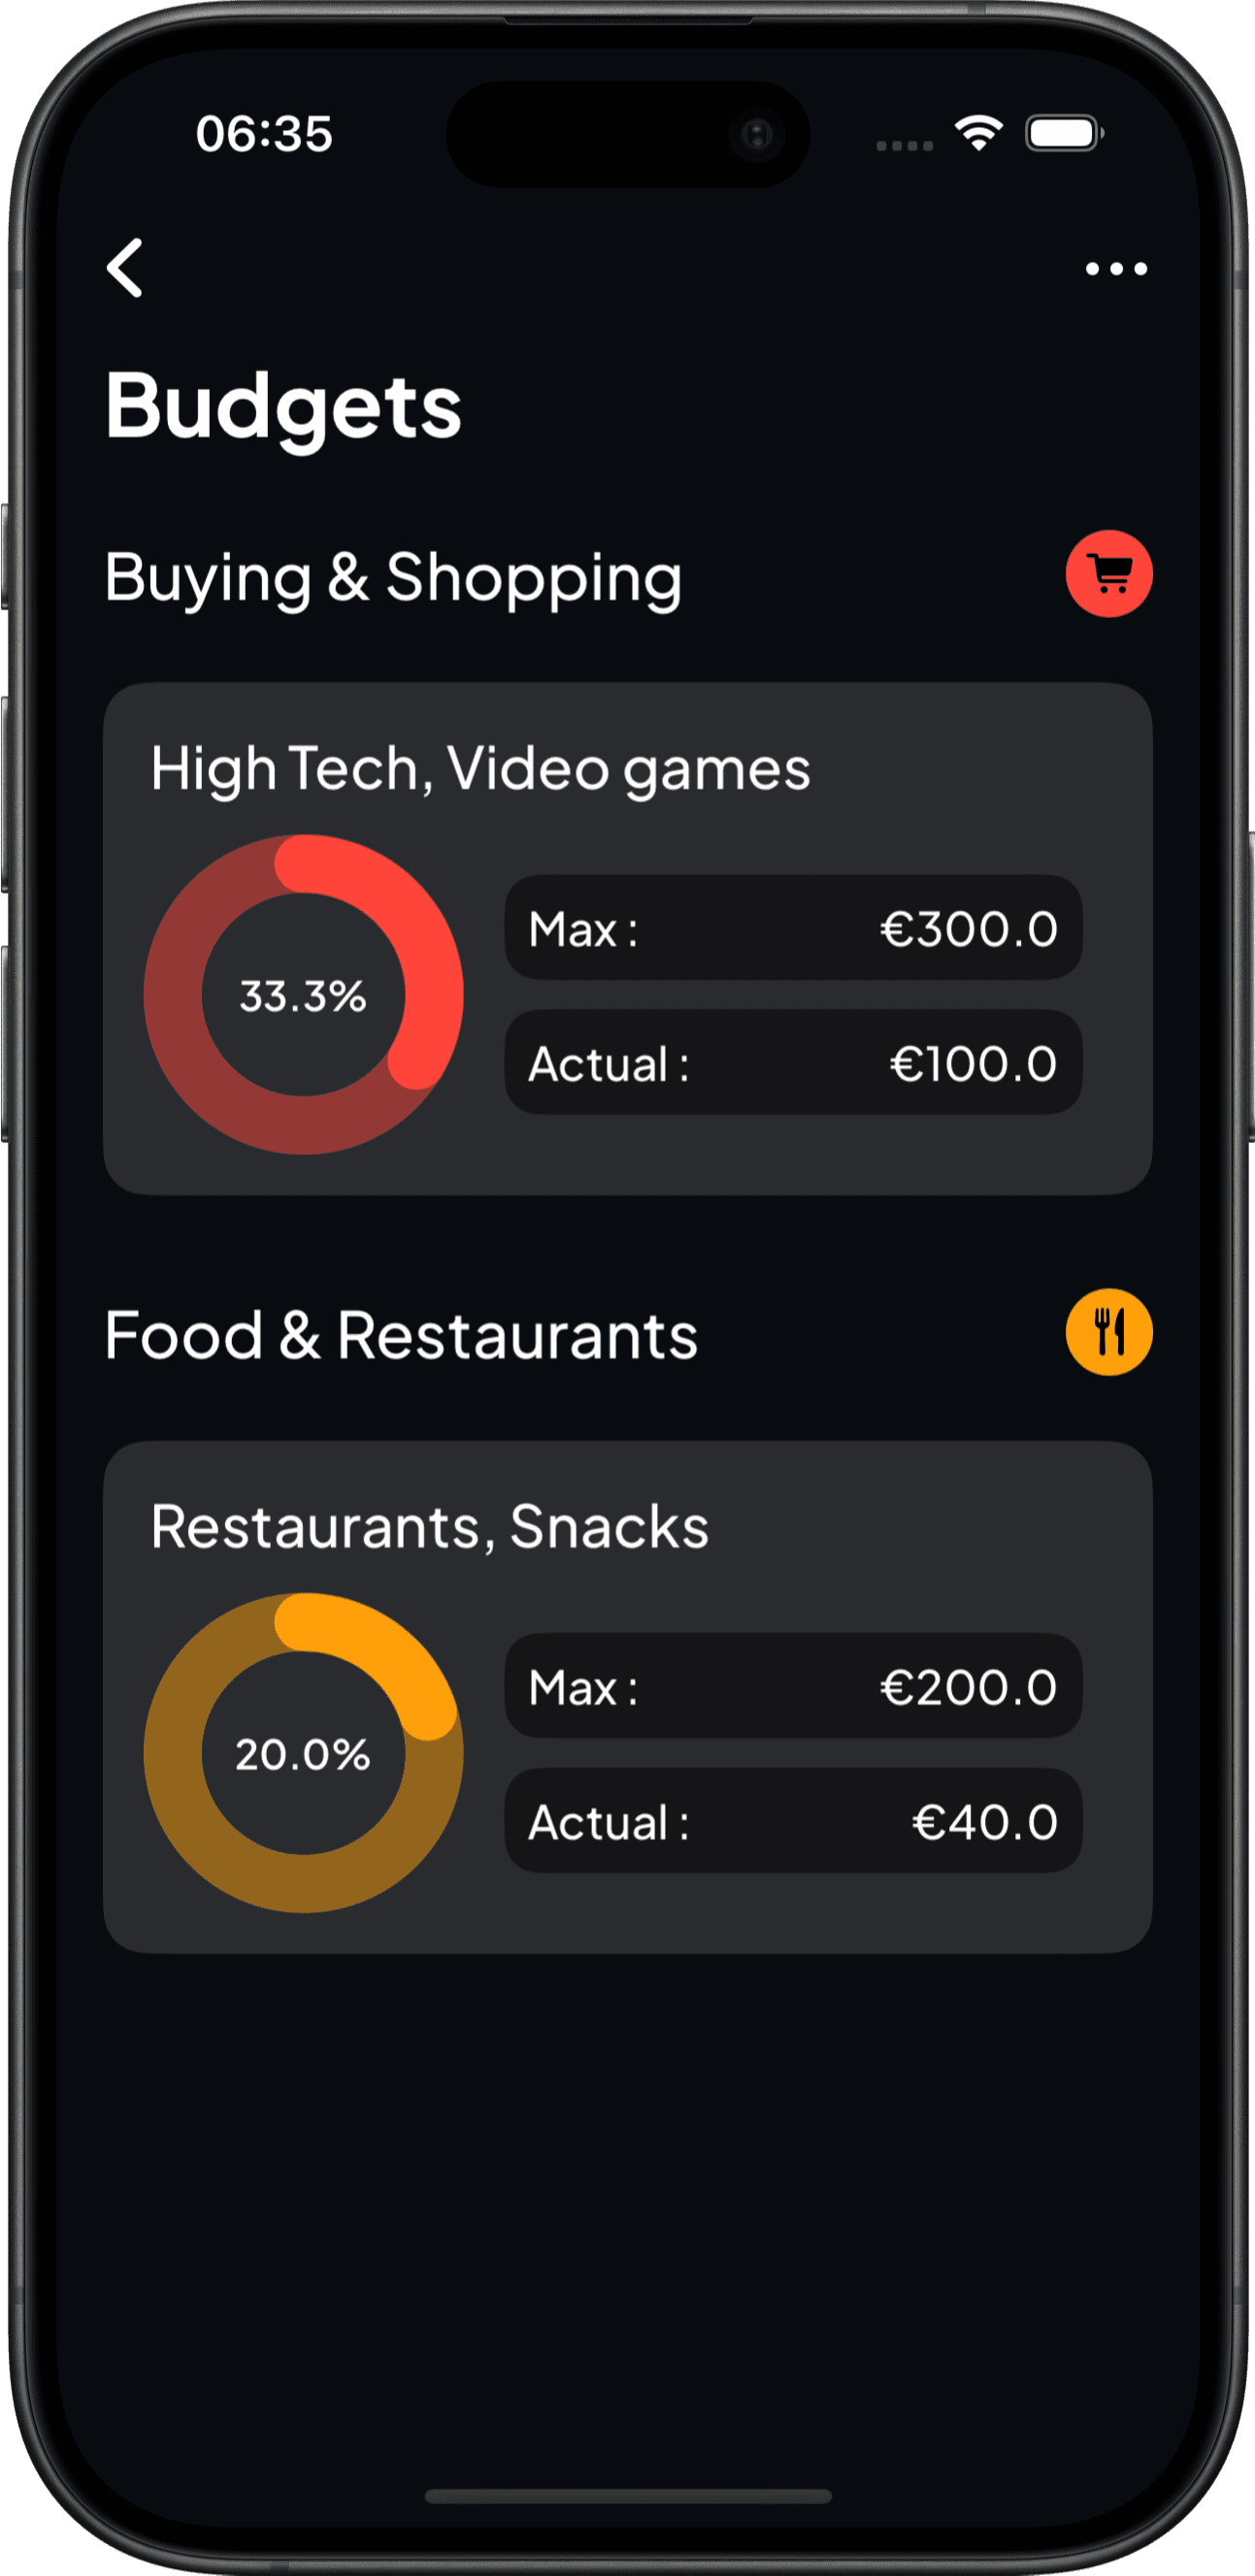 06:35
Budgets
Buying & Shopping
High Tech, Video games
33.3%
Max : €300.0
Actual : €100.0
Food & Restaurants
Restaurants, Snacks
20.0%
Max : €200.0
Actual : €40.0